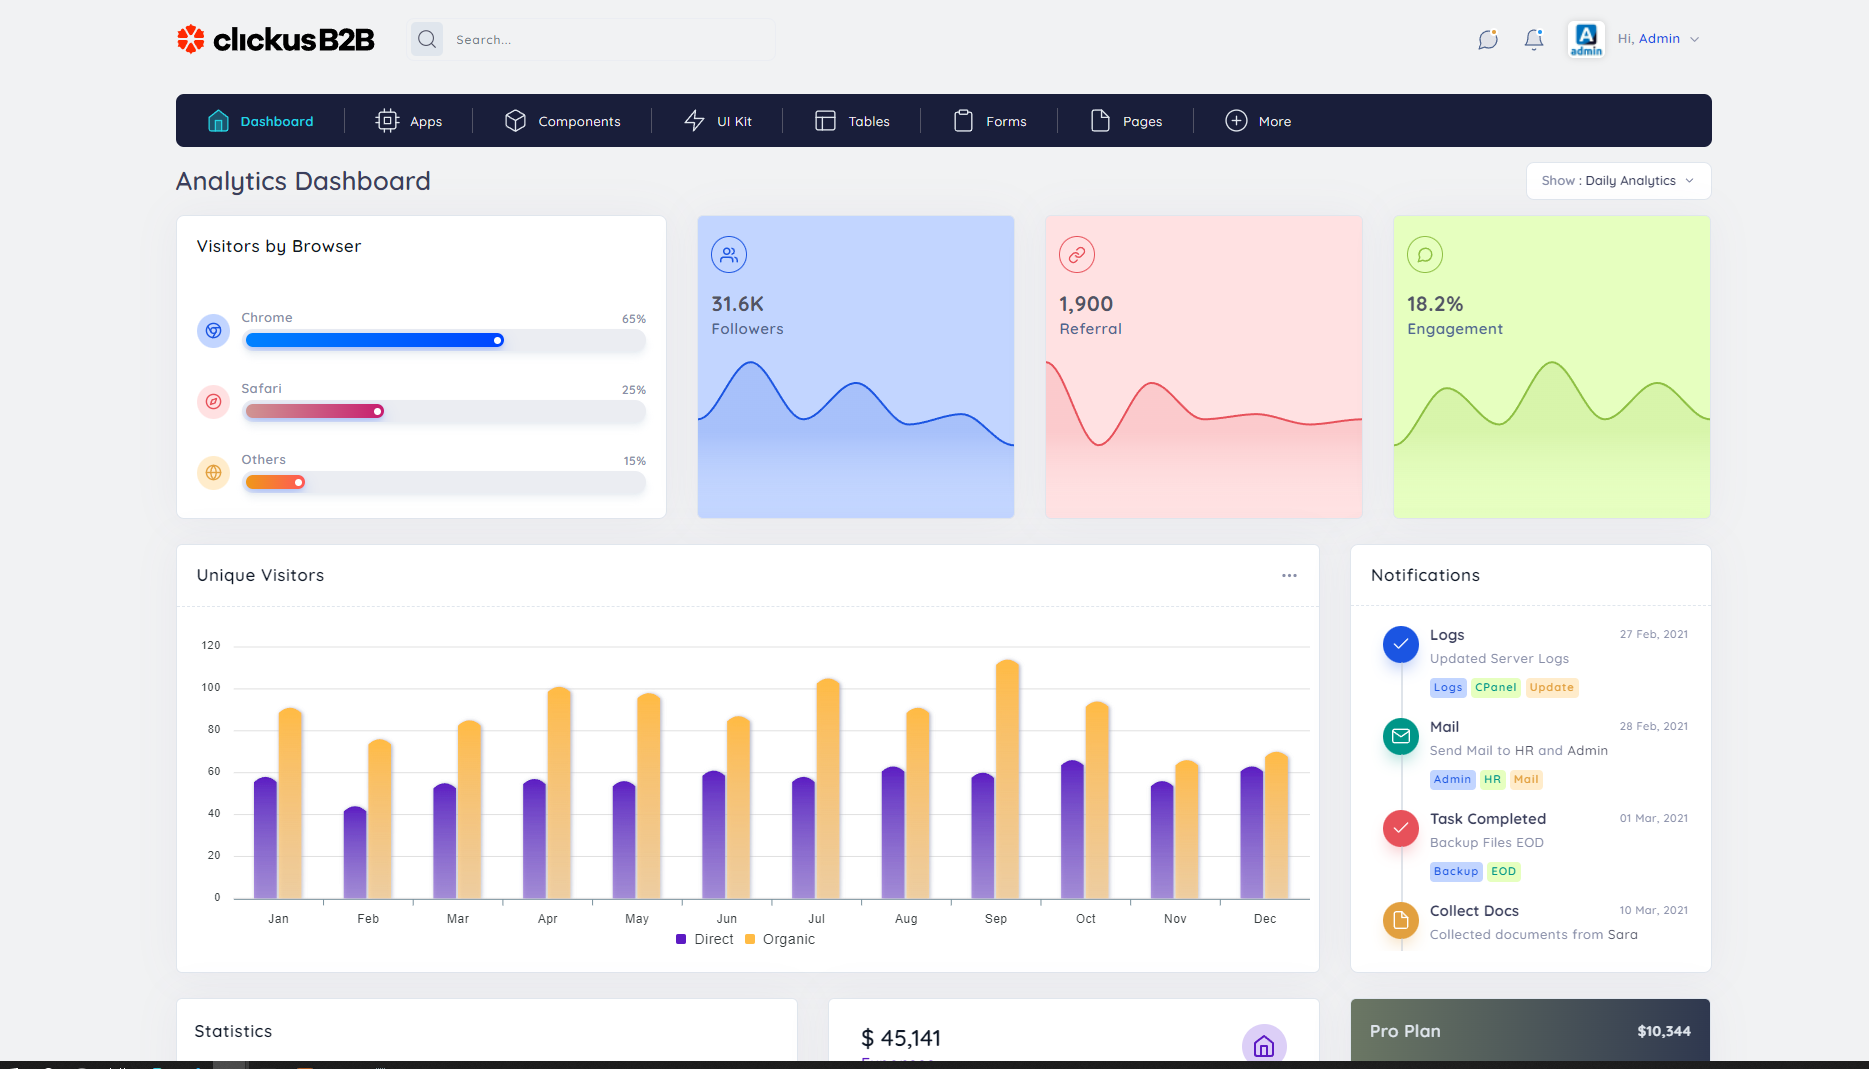 clickus B2B
Search...
admin
Hi, Admin
Dashboard
Apps
Components
UI Kit
Tables
Forms
Pages
More
Analytics Dashboard
Show : Daily Analytics
Visitors by Browser
Chrome
65%
Safari
25%
Others
15%
31.6K
Followers
1,900
Referral
18.2%
Engagement
Unique Visitors
120
100
80
60
40
20
0
Jan Feb Mar Apr May Jun Jul Aug Sep Oct Nov Dec
Direct Organic
Notifications
Logs
27 Feb, 2021
Updated Server Logs
Logs CPanel Update
Mail
28 Feb, 2021
Send Mail to HR and Admin
Admin HR Mail
Task Completed
01 Mar, 2021
Backup Files EOD
Backup EOD
Collect Docs
10 Mar, 2021
Collected documents from Sara
Statistics
$ 45,141
Pro Plan
$10,344